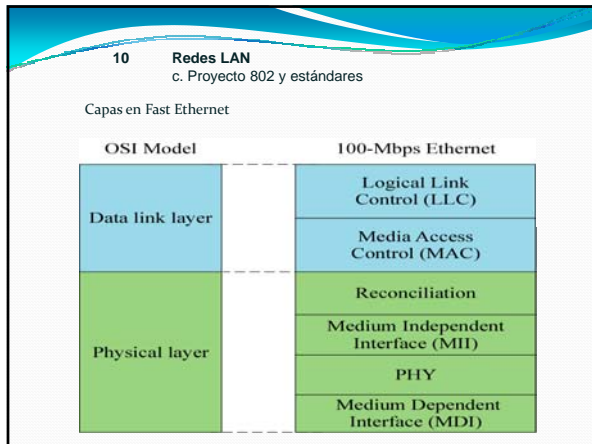 10 Redes LAN
c. Proyecto 802 y estándares
Capas en Fast Ethernet
OSI Model
100-Mbps Ethernet
Data link layer
Logical Link
Control (LLC)
Media Access
Control (MAC)
Physical layer
Reconciliation
Medium Independent
Interface (MII)
PHY
Medium Dependent
Interface (MDI)